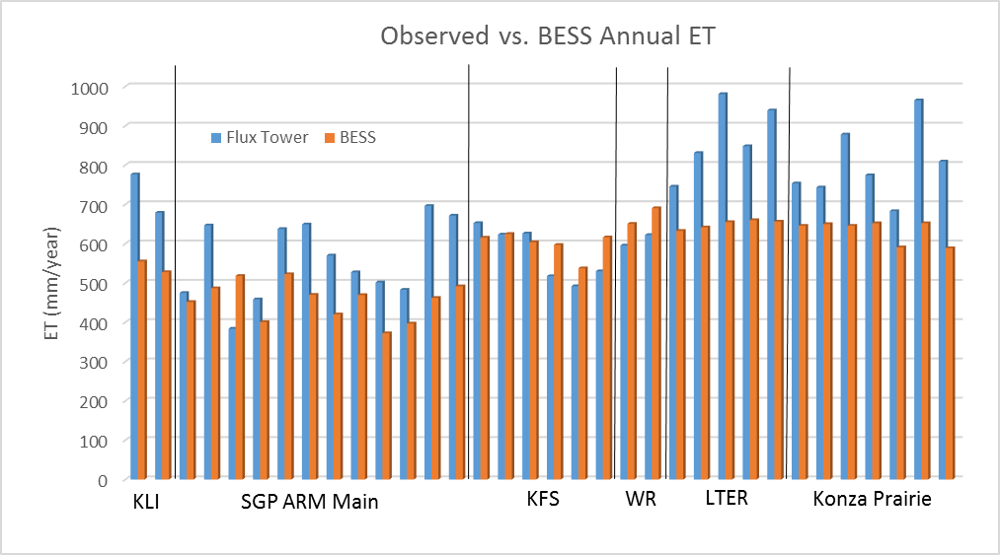 Observed vs. BESS Annual ET
Flux Tower
BESS
ET (mm/year)
1000
900
800
700
600
500
400
300
200
100
0
KLI
SGP ARM Main
KFS
WR
LTER
Konza Prairie